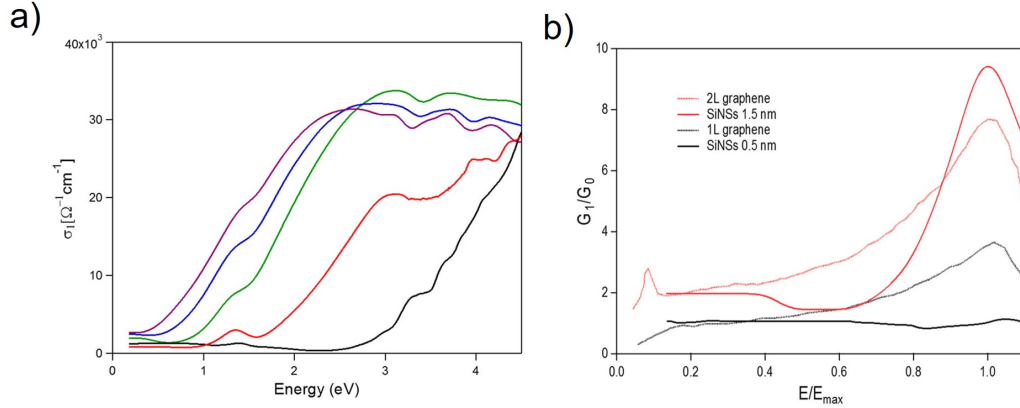 a)
40x10³
30
20
10
0
σ₁[Ω⁻¹cm⁻¹]
0
1
2
3
4
Energy (eV)
b)
10
8
6
4
2
0
G₁/G₀
2L graphene
SiNSs 1.5 nm
1L graphene
SiNSs 0.5 nm
0.0
0.2
0.4
0.6
0.8
1.0
E/Eₘₐₓ